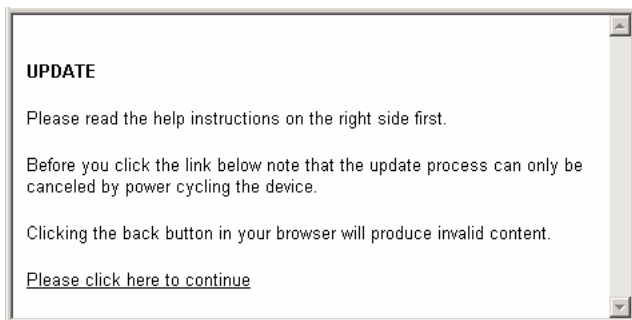 UPDATE
Please read the help instructions on the right side first.
Before you click the link below note that the update process can only be
canceled by power cycling the device.
Clicking the back button in your browser will produce invalid content.
Please click here to continue